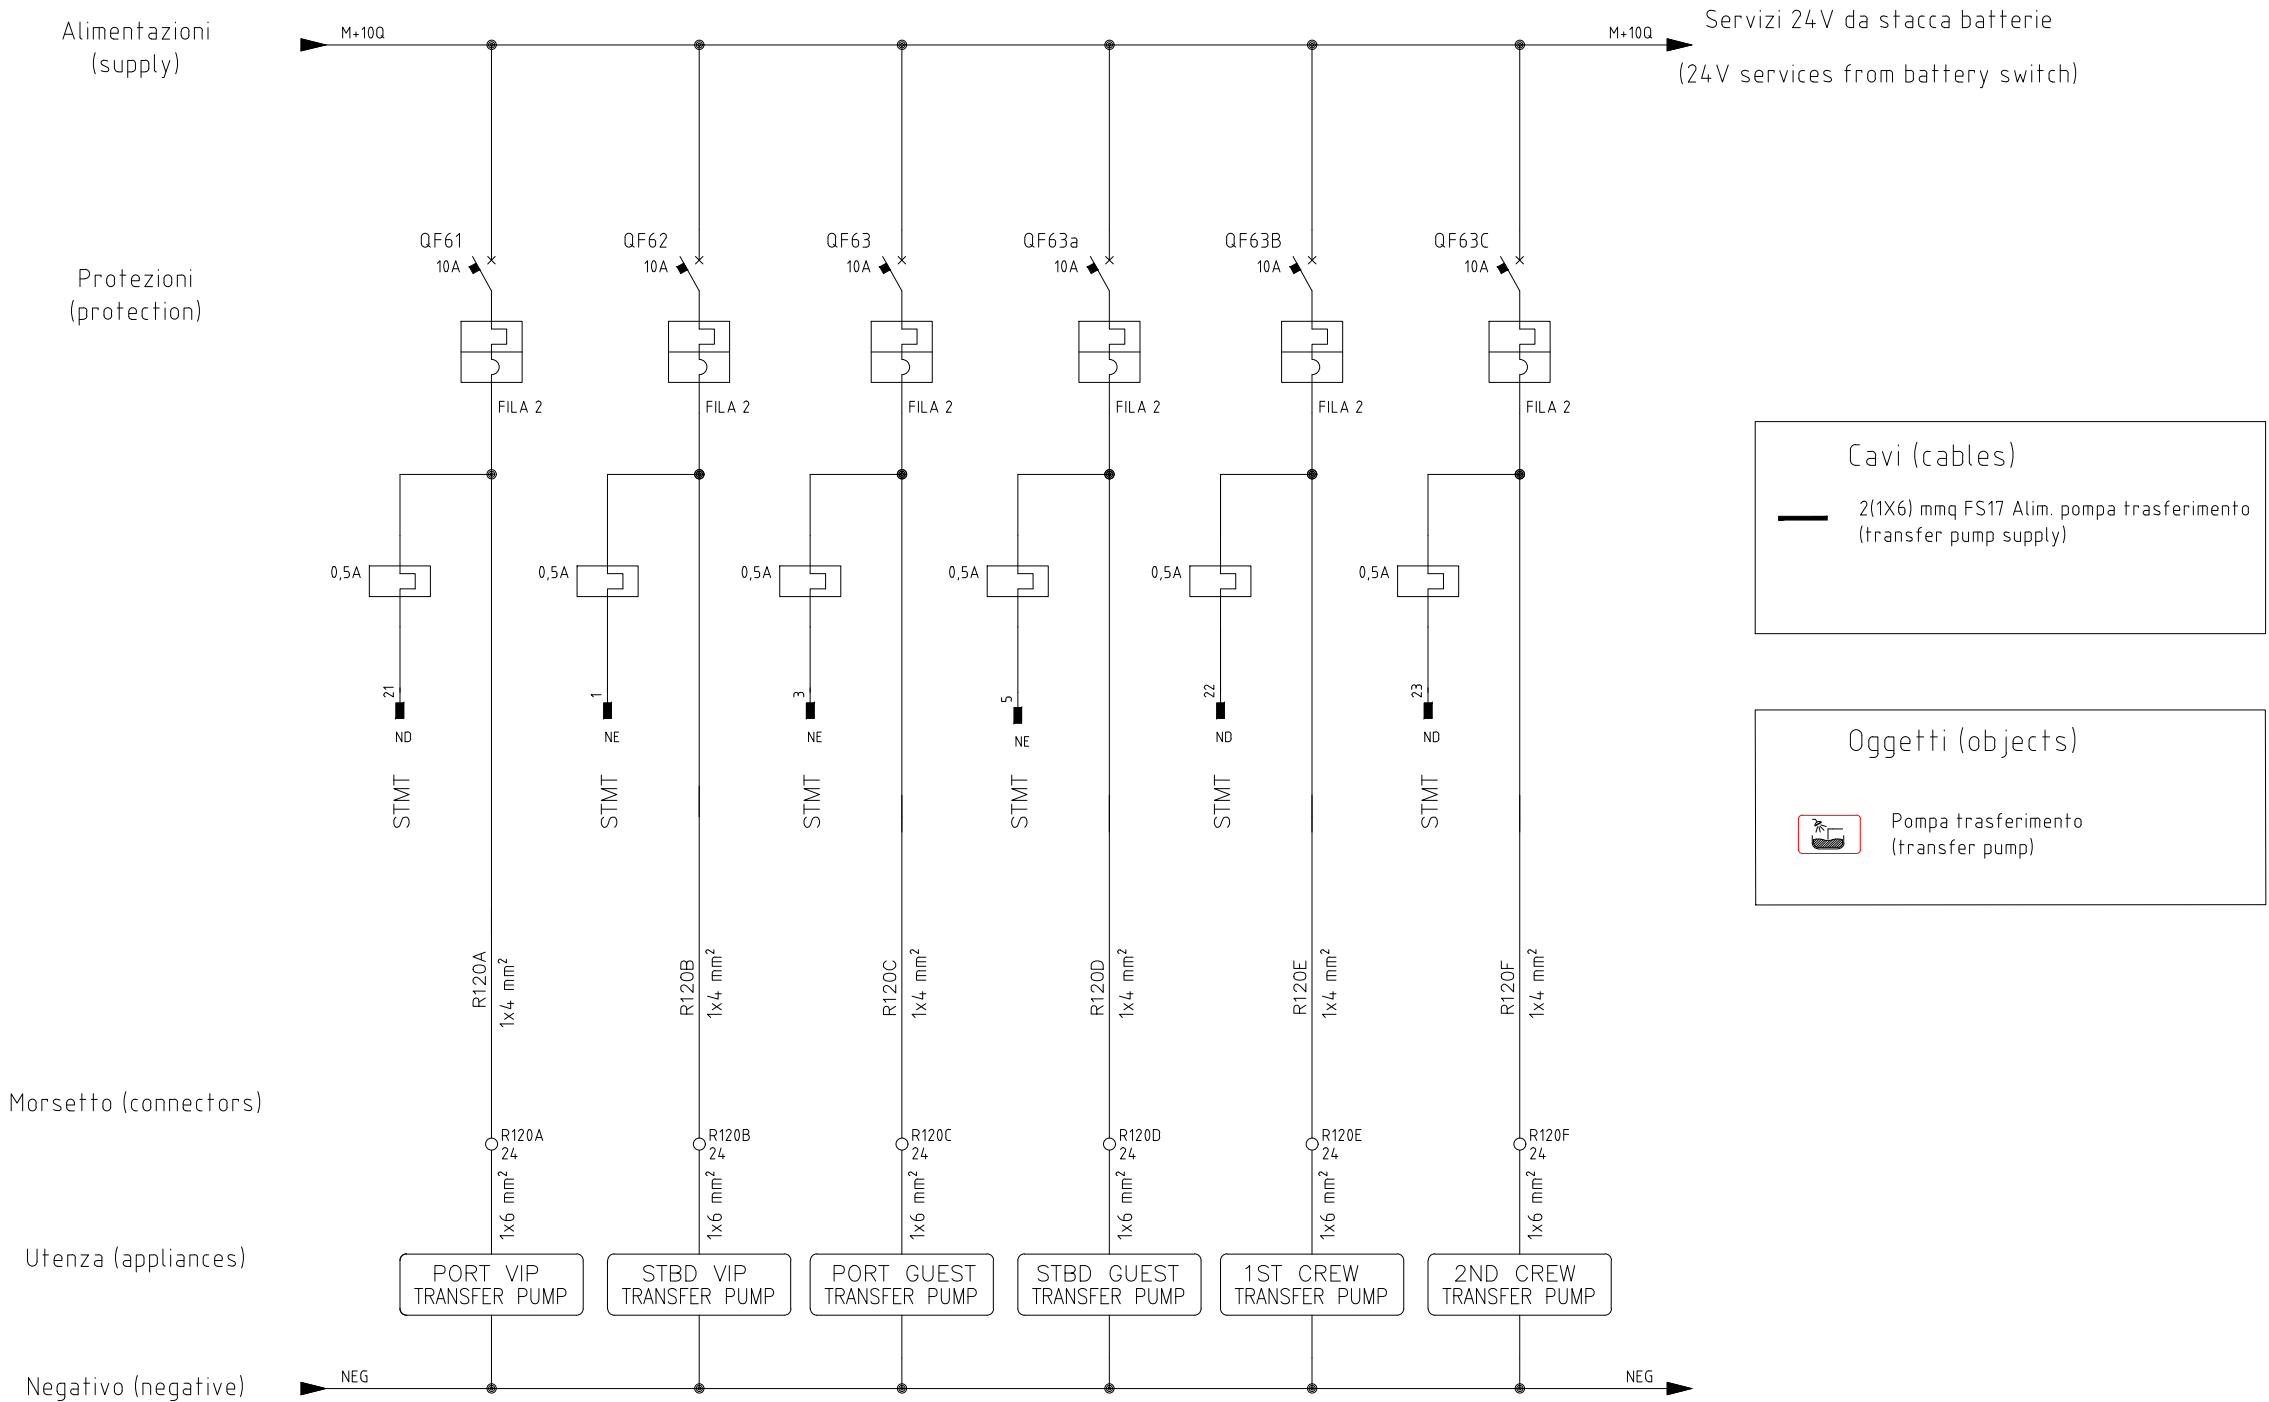 Alimentazioni
(supply)
M+10Q
M+10Q
Servizi 24V da stacca batterie
(24V services from battery switch)
Protezioni
(protection)
QF61
10A
QF62
10A
QF63
10A
QF63a
10A
QF63B
10A
QF63C
10A
FILA 2
FILA 2
FILA 2
FILA 2
FILA 2
FILA 2
0,5A
0,5A
0,5A
0,5A
0,5A
0,5A
21
1
3
5
22
23
ND
NE
NE
NE
ND
ND
STMT
STMT
STMT
STMT
STMT
STMT
Cavi (cables)
2(1X6) mmq FS17 Alim. pompa trasferimento
(transfer pump supply)
Oggetti (objects)
Pompa trasferimento
(transfer pump)
R120A
1x4 mm²
R120B
1x4 mm²
R120C
1x4 mm²
R120D
1x4 mm²
R120E
1x4 mm²
R120F
1x4 mm²
Morsetto (connectors)
R120A
24
R120B
24
R120C
24
R120D
24
R120E
24
R120F
24
1x6 mm²
1x6 mm²
1x6 mm²
1x6 mm²
1x6 mm²
1x6 mm²
Utenza (appliances)
PORT VIP
TRANSFER PUMP
STBD VIP
TRANSFER PUMP
PORT GUEST
TRANSFER PUMP
STBD GUEST
TRANSFER PUMP
1ST CREW
TRANSFER PUMP
2ND CREW
TRANSFER PUMP
Negativo (negative)
NEG
NEG